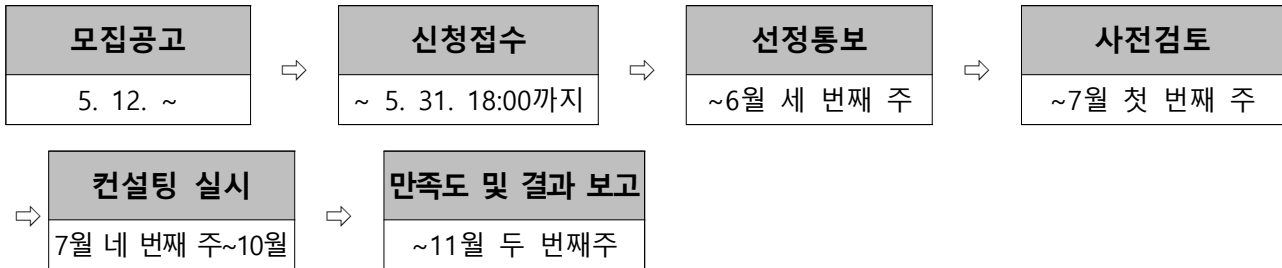 모집공고 ⇨ 신청접수 ⇨ 선정통보 ⇨ 사전검토
5. 12. ~ ~ 5. 31. 18:00까지 ~6월 세 번째 주 ~7월 첫 번째 주
⇨ 컨설팅 실시 ⇨ 만족도 및 결과 보고
7월 네 번째 주~10월 ~11월 두 번째주